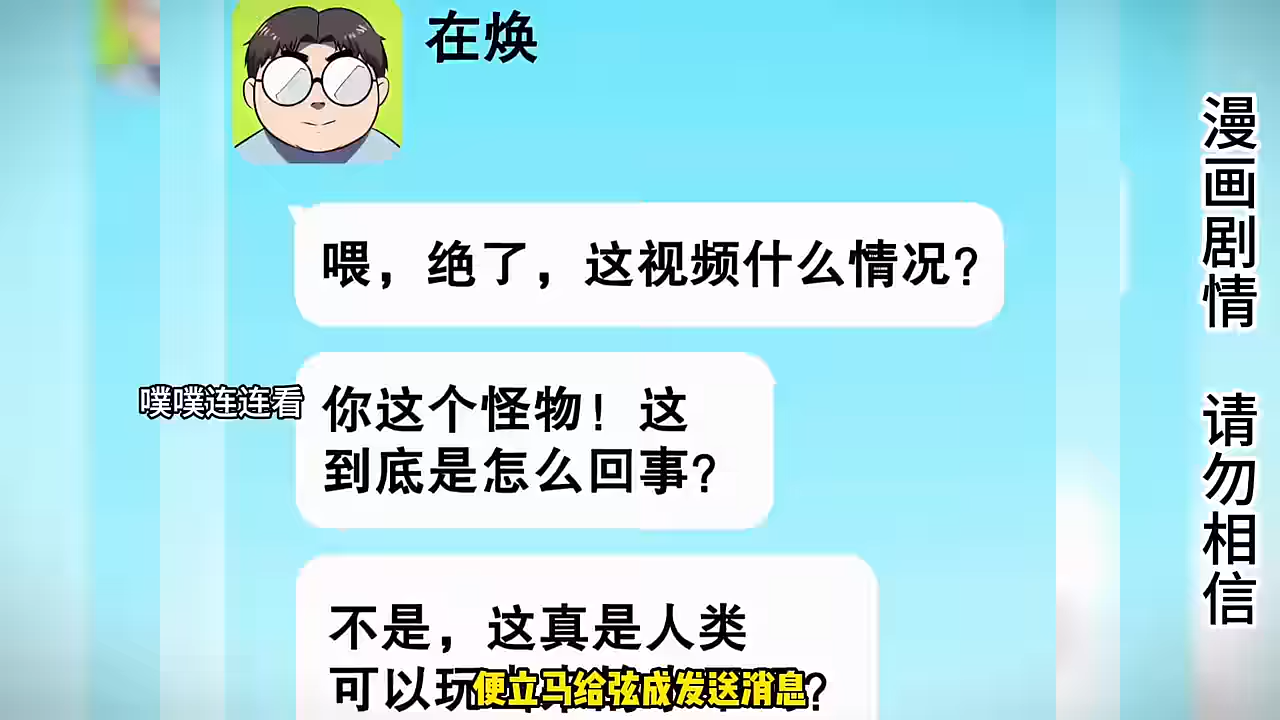 在焕
喂，绝了，这视频什么情况？
噗噗连连看
你这个怪物！这
到底是怎么回事？
不是，这真是人类
可以玩
？
便立马给弦成发送消息
漫画剧情 请勿相信